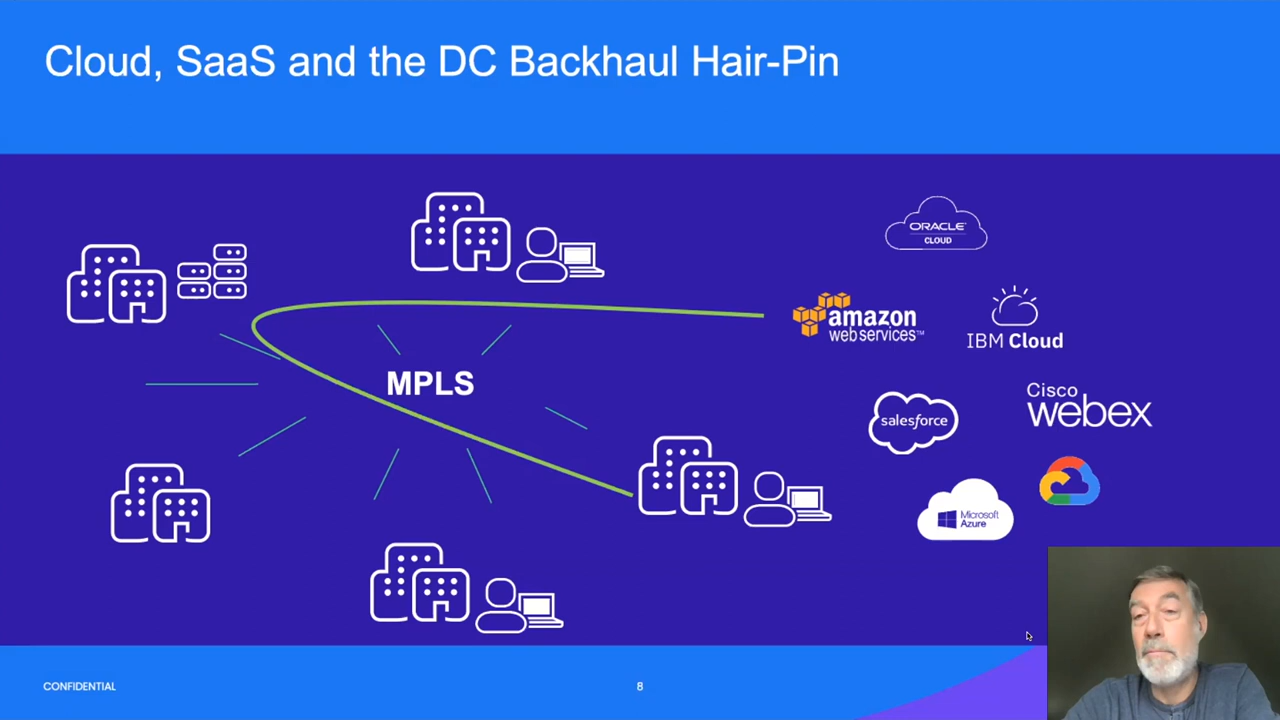 Cloud, SaaS and the DC Backhaul Hair-Pin
ORACLE
CLOUD
amazon
web services™
IBM Cloud
MPLS
Cisco
webex
salesforce
Microsoft
Azure
CONFIDENTIAL
8